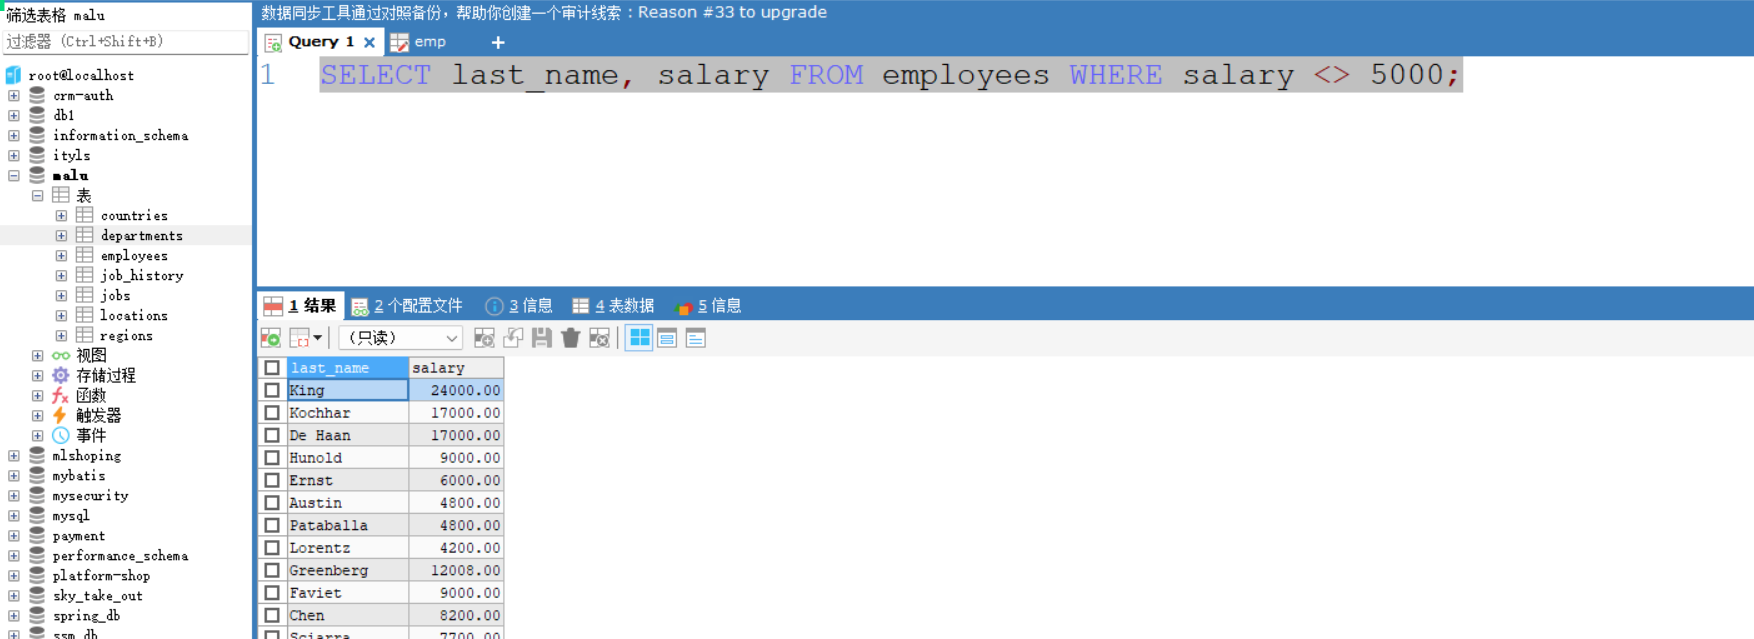 筛选表格 malu
过滤器 (Ctrl+Shift+B)
root@localhost
crm-auth
db1
information_schema
ityls
malu
表
countries
departments
employees
job_history
jobs
locations
regions
视图
存储过程
函数
触发器
事件
mlshoping
mybatis
mysecurity
mysql
payment
performance_schema
platform-shop
sky_take_out
spring_db
ssm_db
数据同步工具通过对照备份，帮助你创建一个审计线索：Reason #33 to upgrade
Query 1 × emp +
1 SELECT last_name, salary FROM employees WHERE salary <> 5000;
1 结果 2 个配置文件 3 信息 4 表数据 5 信息
（只读）
last_name salary
King 24000.00
Kochhar 17000.00
De Haan 17000.00
Hunold 9000.00
Ernst 6000.00
Austin 4800.00
Pataballa 4800.00
Lorentz 4200.00
Greenberg 12008.00
Faviet 9000.00
Chen 8200.00
Sciarra 7700.00